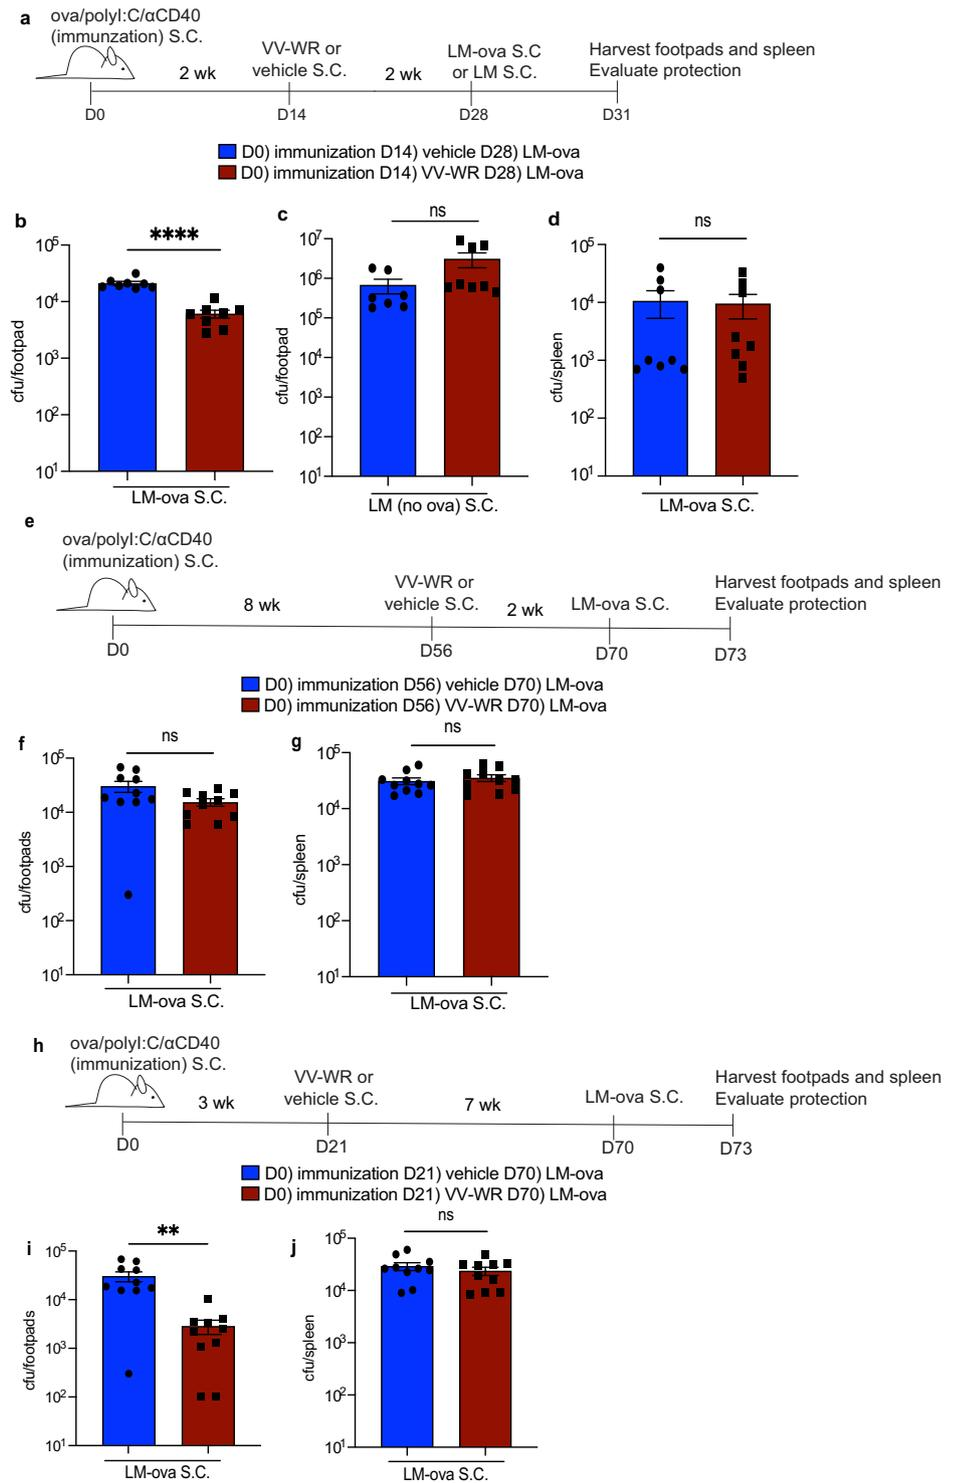 a
ova/polyI:C/αCD40
(immunzation) S.C.
2 wk
VV-WR or
vehicle S.C.
2 wk
LM-ova S.C
or LM S.C.
Harvest footpads and spleen
Evaluate protection
D0
D14
D28
D31
D0) immunization D14) vehicle D28) LM-ova
D0) immunization D14) VV-WR D28) LM-ova
b
****
10⁵
10⁴
10³
10²
10¹
cfu/footpad
LM-ova S.C.
c
ns
10⁷
10⁶
10⁵
10⁴
10³
10²
10¹
cfu/footpad
LM (no ova) S.C.
d
ns
10⁵
10⁴
10³
10²
10¹
cfu/spleen
LM-ova S.C.
e
ova/polyI:C/αCD40
(immunization) S.C.
8 wk
VV-WR or
vehicle S.C.
2 wk
LM-ova S.C.
Harvest footpads and spleen
Evaluate protection
D0
D56
D70
D73
D0) immunization D56) vehicle D70) LM-ova
D0) immunization D56) VV-WR D70) LM-ova
f
ns
10⁵
10⁴
10³
10²
10¹
cfu/footpads
LM-ova S.C.
g
ns
10⁵
10⁴
10³
10²
10¹
cfu/spleen
LM-ova S.C.
h
ova/polyI:C/αCD40
(immunization) S.C.
3 wk
VV-WR or
vehicle S.C.
7 wk
LM-ova S.C.
Harvest footpads and spleen
Evaluate protection
D0
D21
D70
D73
D0) immunization D21) vehicle D70) LM-ova
D0) immunization D21) VV-WR D70) LM-ova
i
**
10⁵
10⁴
10³
10²
10¹
cfu/footpads
LM-ova S.C.
j
ns
10⁵
10⁴
10³
10²
10¹
cfu/spleen
LM-ova S.C.